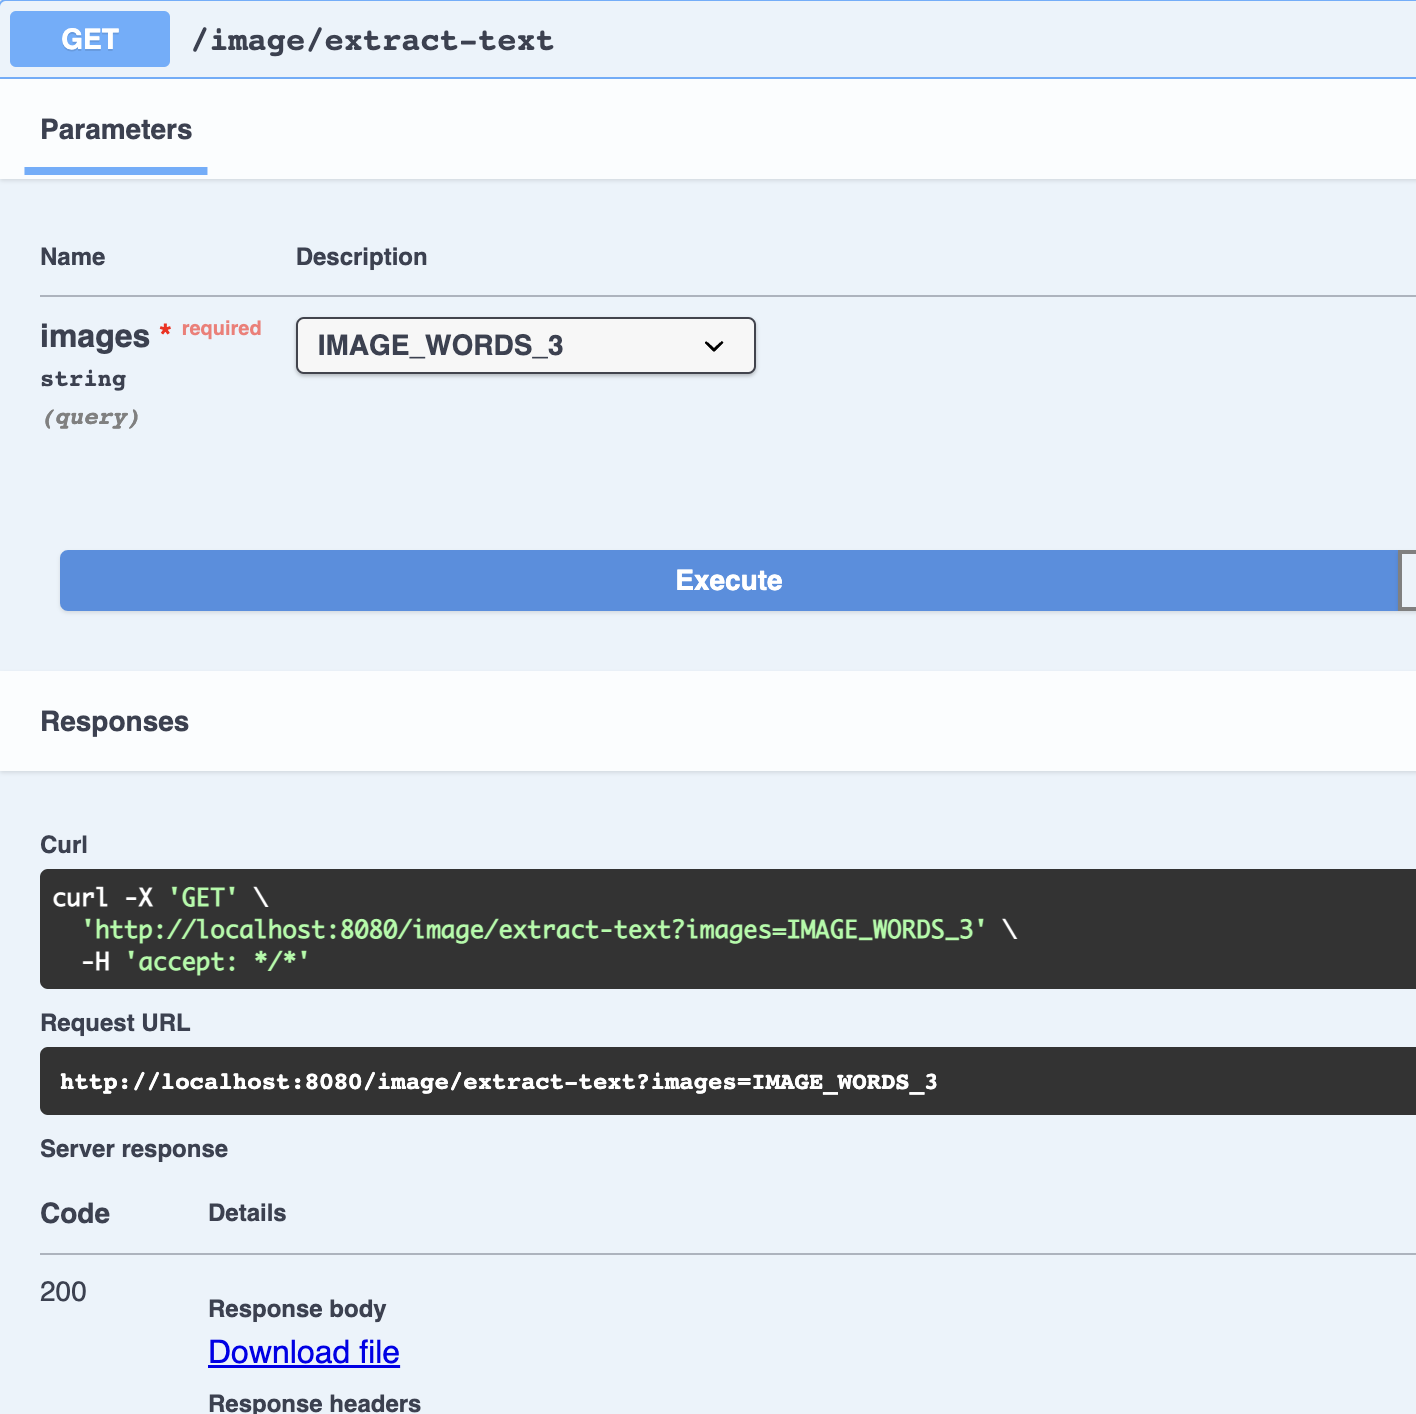 GET /image/extract-text
Parameters
Name Description
images * required IMAGE_WORDS_3
string
(query)
Execute
Responses
Curl
curl -X 'GET' \
  'http://localhost:8080/image/extract-text?images=IMAGE_WORDS_3' \
  -H 'accept: */*'
Request URL
http://localhost:8080/image/extract-text?images=IMAGE_WORDS_3
Server response
Code Details
200
Response body
Download file
Response headers